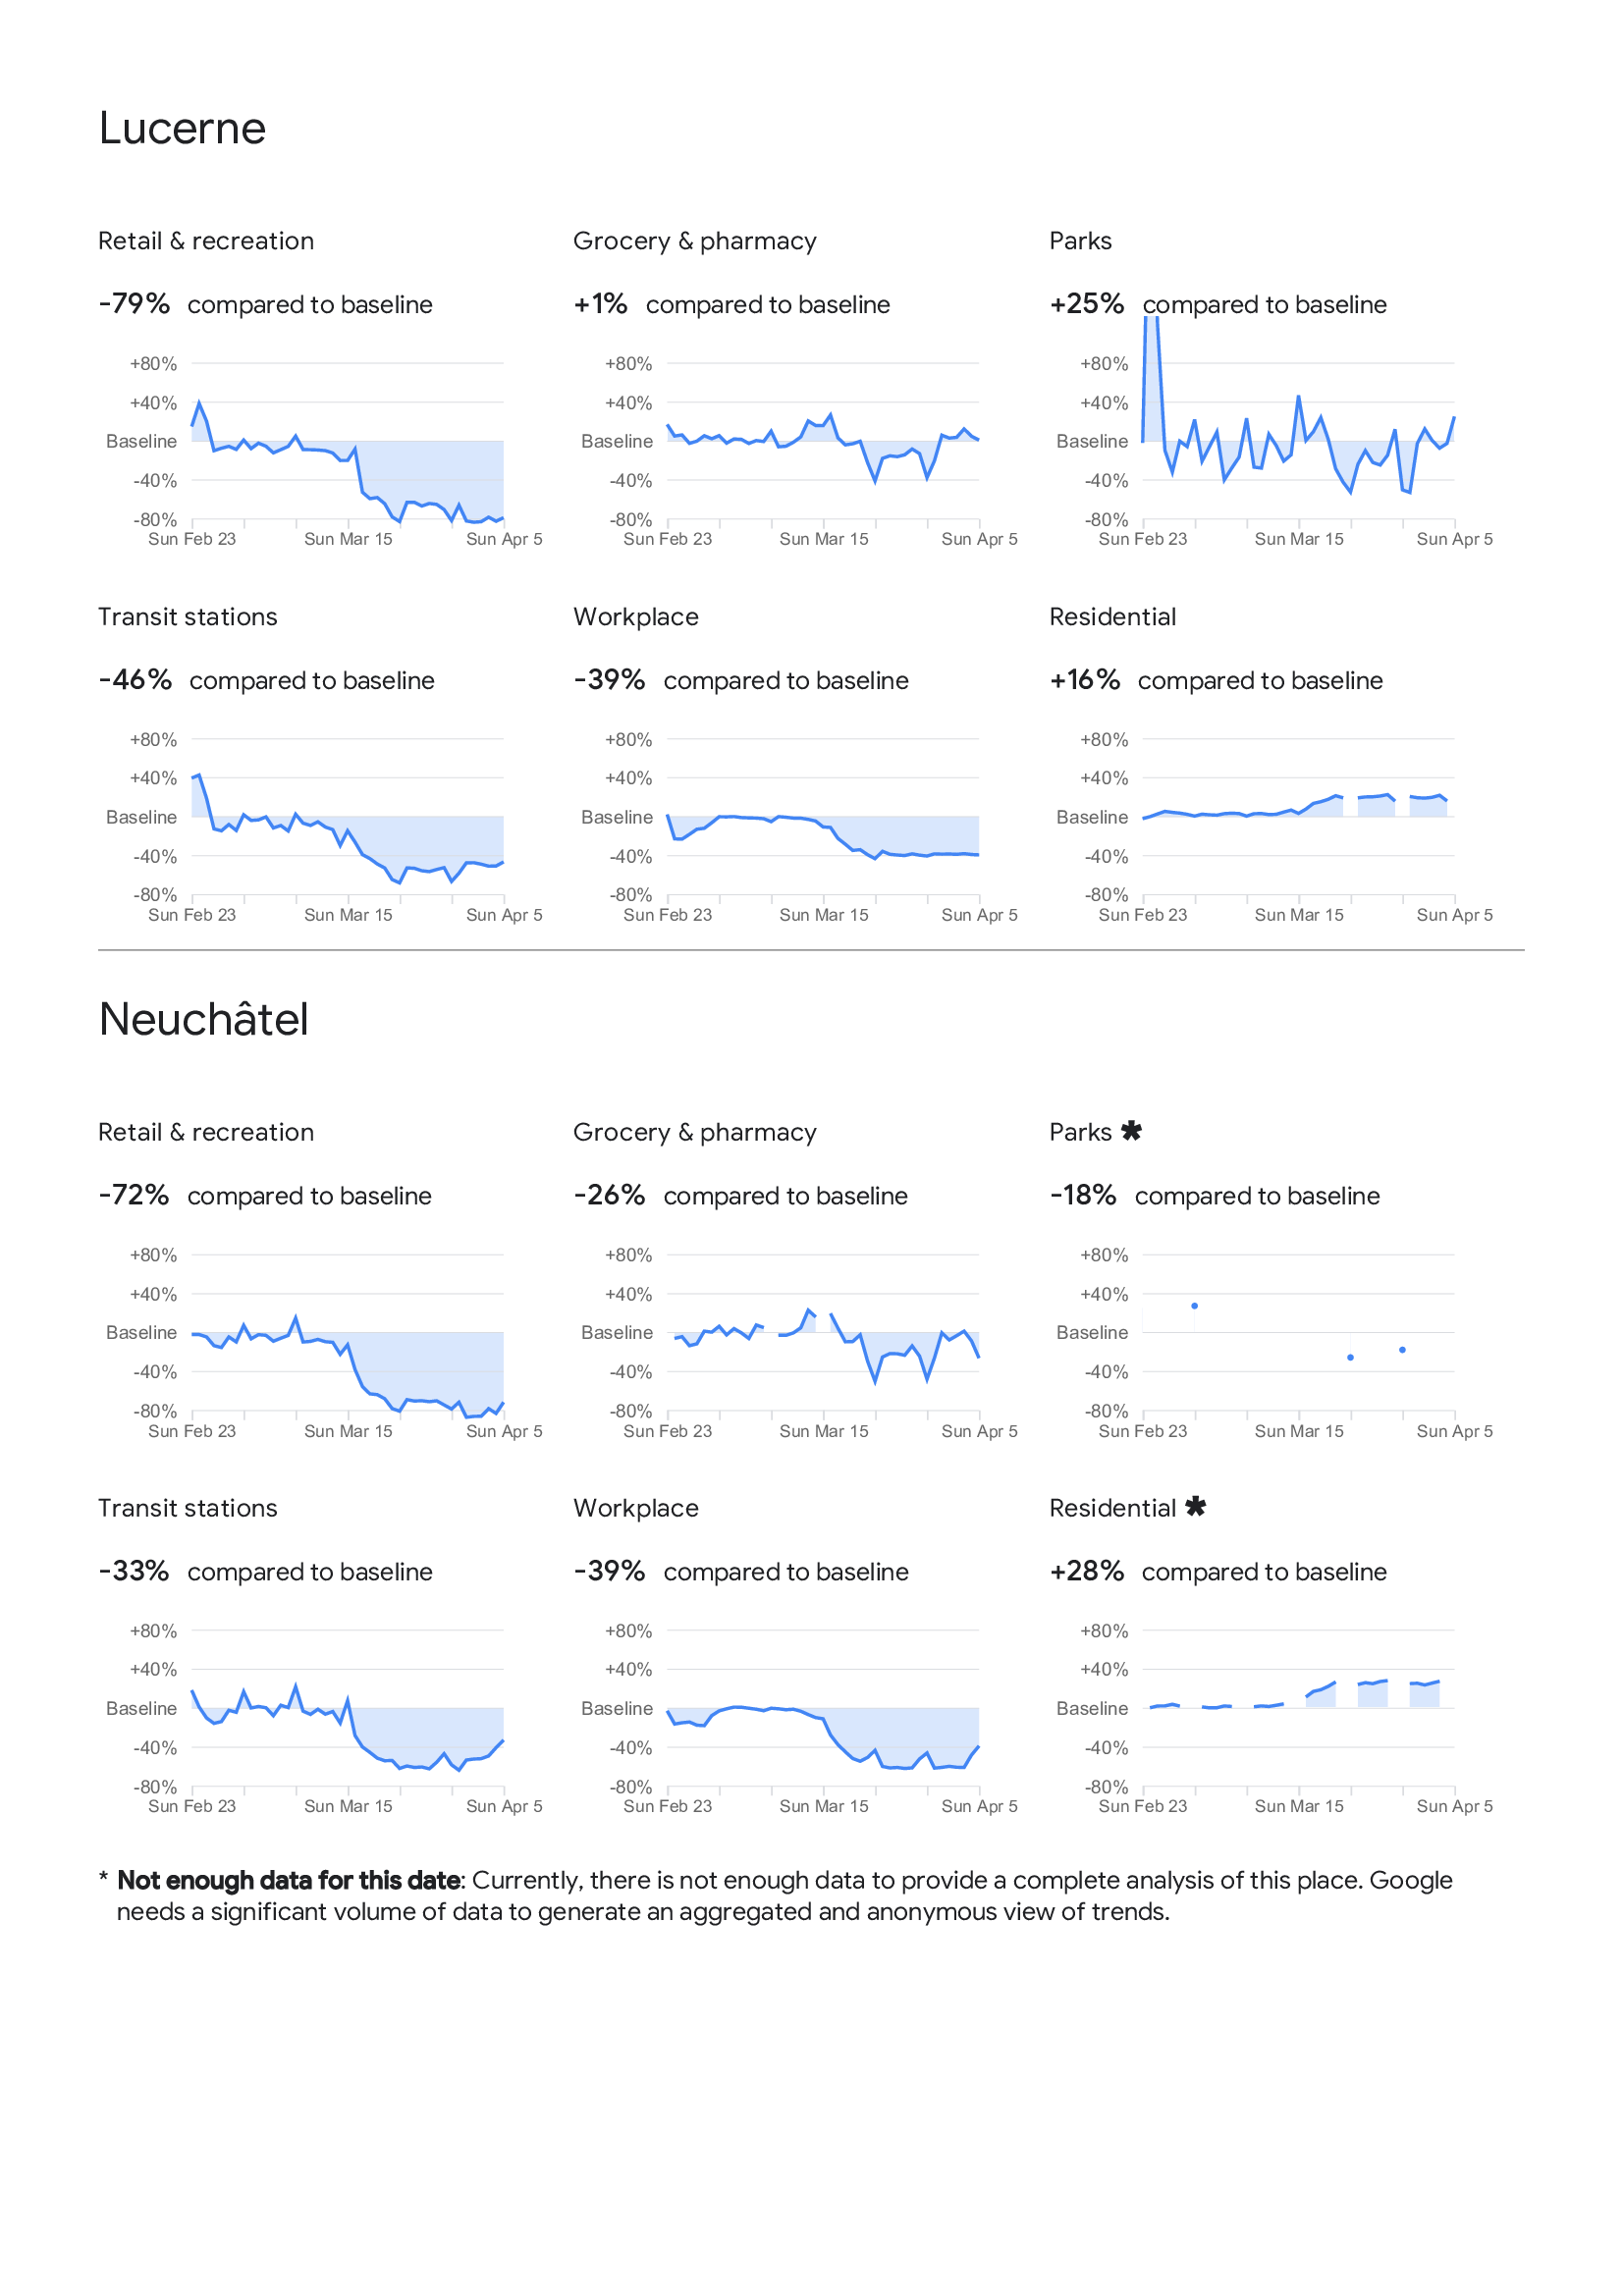 Lucerne
Retail & recreation
-79% compared to baseline
+80%
+40%
Baseline
-40%
-80%
Sun Feb 23 Sun Mar 15 Sun Apr 5
Grocery & pharmacy
+1% compared to baseline
+80%
+40%
Baseline
-40%
-80%
Sun Feb 23 Sun Mar 15 Sun Apr 5
Parks
+25% compared to baseline
+80%
+40%
Baseline
-40%
-80%
Sun Feb 23 Sun Mar 15 Sun Apr 5
Transit stations
-46% compared to baseline
+80%
+40%
Baseline
-40%
-80%
Sun Feb 23 Sun Mar 15 Sun Apr 5
Workplace
-39% compared to baseline
+80%
+40%
Baseline
-40%
-80%
Sun Feb 23 Sun Mar 15 Sun Apr 5
Residential
+16% compared to baseline
+80%
+40%
Baseline
-40%
-80%
Sun Feb 23 Sun Mar 15 Sun Apr 5
Neuchâtel
Retail & recreation
-72% compared to baseline
+80%
+40%
Baseline
-40%
-80%
Sun Feb 23 Sun Mar 15 Sun Apr 5
Grocery & pharmacy
-26% compared to baseline
+80%
+40%
Baseline
-40%
-80%
Sun Feb 23 Sun Mar 15 Sun Apr 5
Parks *
-18% compared to baseline
+80%
+40%
Baseline
-40%
-80%
Sun Feb 23 Sun Mar 15 Sun Apr 5
Transit stations
-33% compared to baseline
+80%
+40%
Baseline
-40%
-80%
Sun Feb 23 Sun Mar 15 Sun Apr 5
Workplace
-39% compared to baseline
+80%
+40%
Baseline
-40%
-80%
Sun Feb 23 Sun Mar 15 Sun Apr 5
Residential *
+28% compared to baseline
+80%
+40%
Baseline
-40%
-80%
Sun Feb 23 Sun Mar 15 Sun Apr 5
* Not enough data for this date: Currently, there is not enough data to provide a complete analysis of this place. Google
needs a significant volume of data to generate an aggregated and anonymous view of trends.